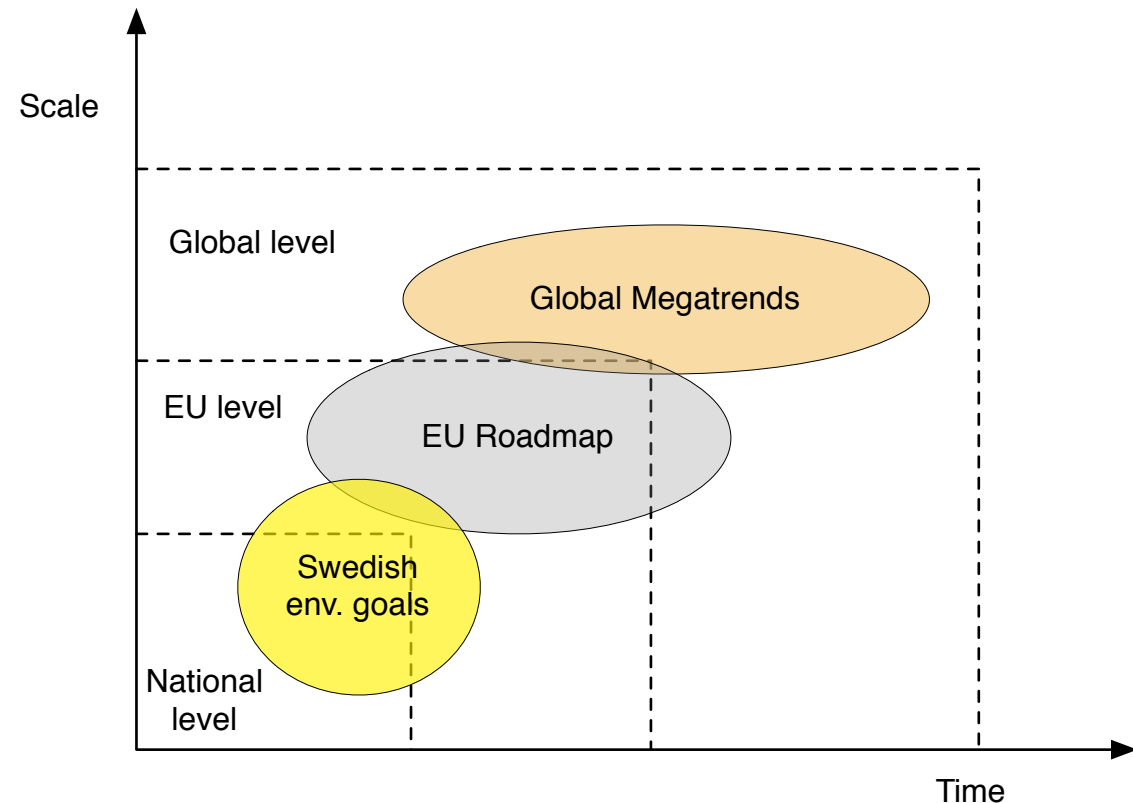 Scale
Global level
Global Megatrends
EU level
EU Roadmap
Swedish
env. goals
National
level
Time